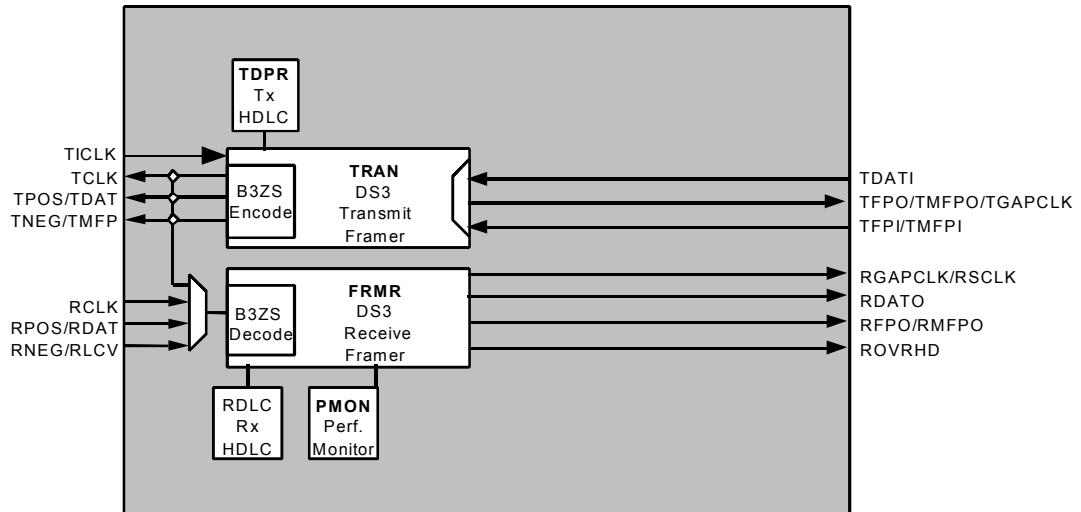 TDPR
Tx
HDLC
TICLK
TCLK
TPOS/TDAT
TNEG/TMFP
B3ZS
Encode
TRAN
DS3
Transmit
Framer
TDATI
TFPO/TMFPO/TGAPCLK
TFPI/TMFPI
RCLK
RPOS/RDAT
RNEG/RLCV
B3ZS
Decode
FRMR
DS3
Receive
Framer
RGAPCLK/RSCLK
RDATO
RFPO/RMFPO
ROVRHD
RDLC
Rx
HDLC
PMON
Perf.
Monitor